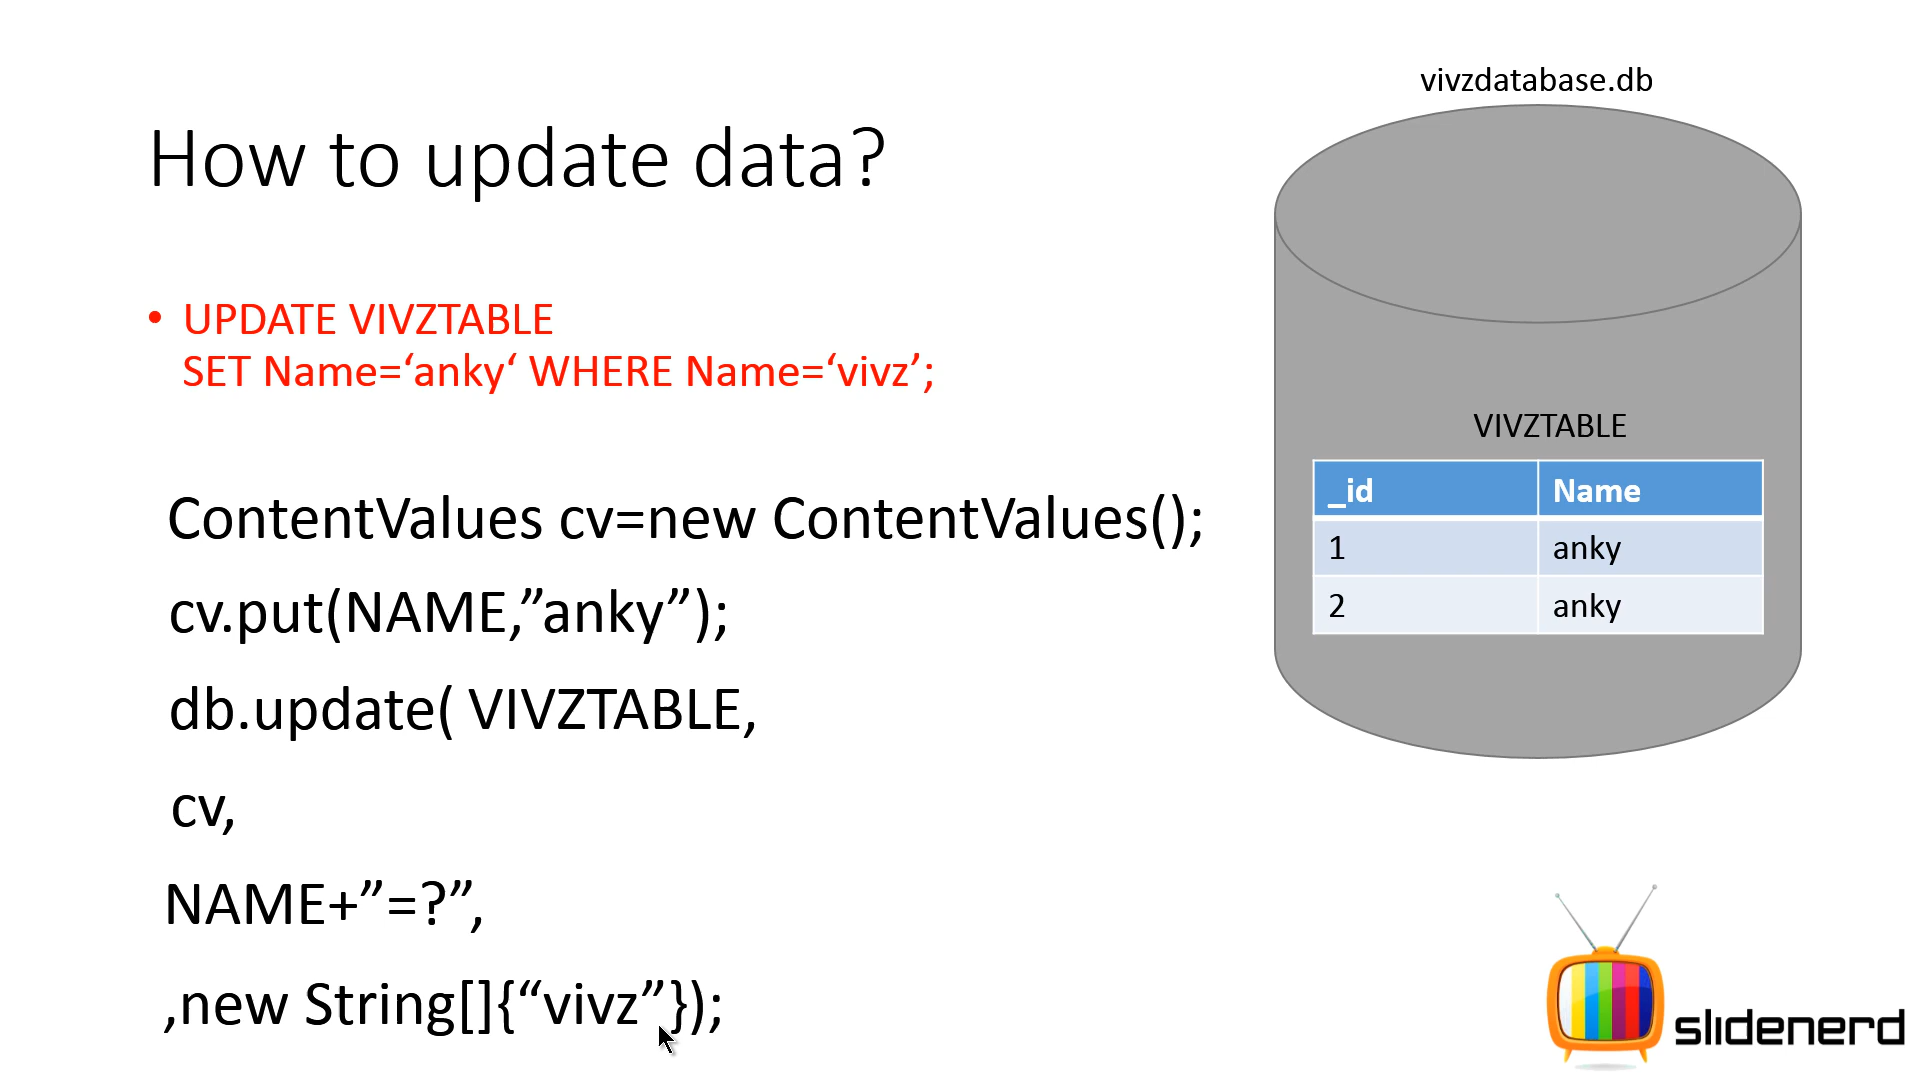 How to update data?
• UPDATE VIVZTABLE
SET Name=‘anky‘ WHERE Name=‘vivz’;
ContentValues cv=new ContentValues();
cv.put(NAME,”anky”);
db.update( VIVZTABLE,
cv,
NAME+”=?”,
,new String[]{“vivz”});
vivzdatabase.db
VIVZTABLE
_id Name
1 anky
2 anky
slidenerd